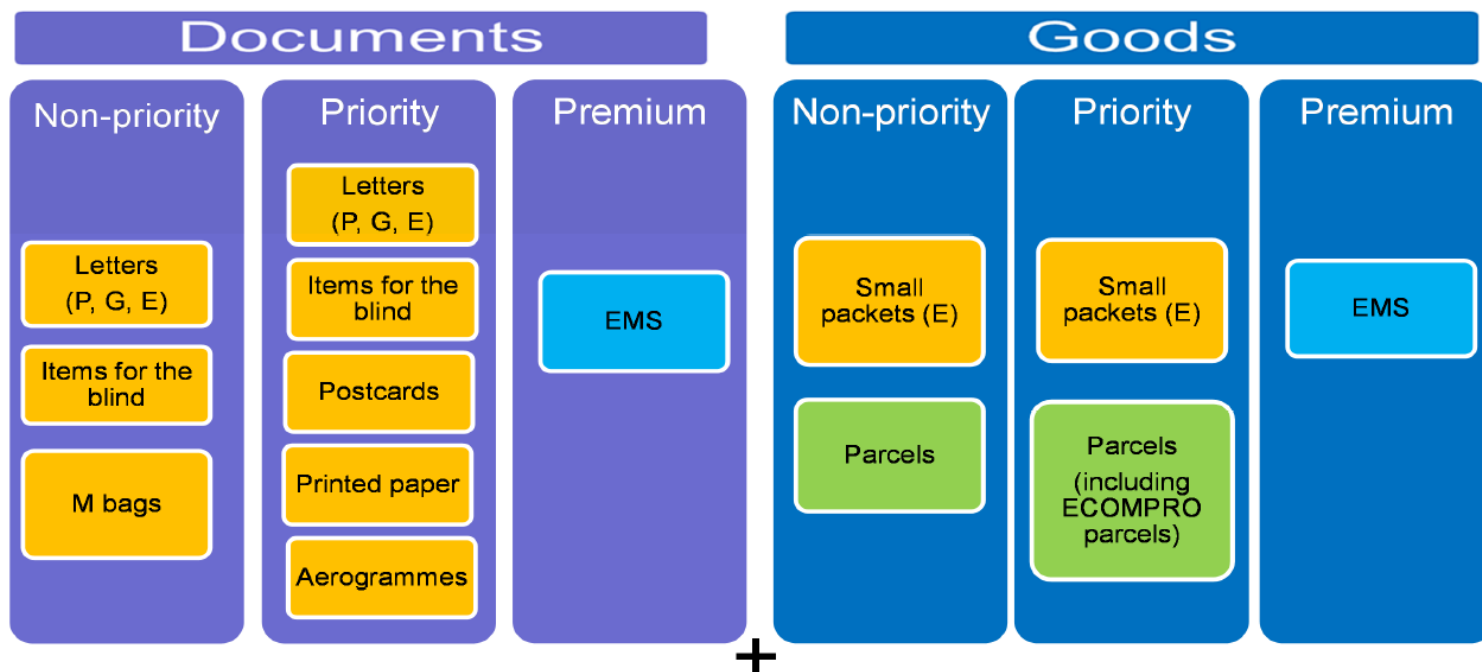 Documents
Non-priority
Letters
(P, G, E)
Items for the
blind
M bags
Priority
Letters
(P, G, E)
Items for the
blind
Postcards
Printed paper
Aerogrammes
Premium
EMS
Goods
Non-priority
Small
packets (E)
Parcels
Priority
Small
packets (E)
Parcels
(including
ECOMPRO
parcels)
Premium
EMS
+